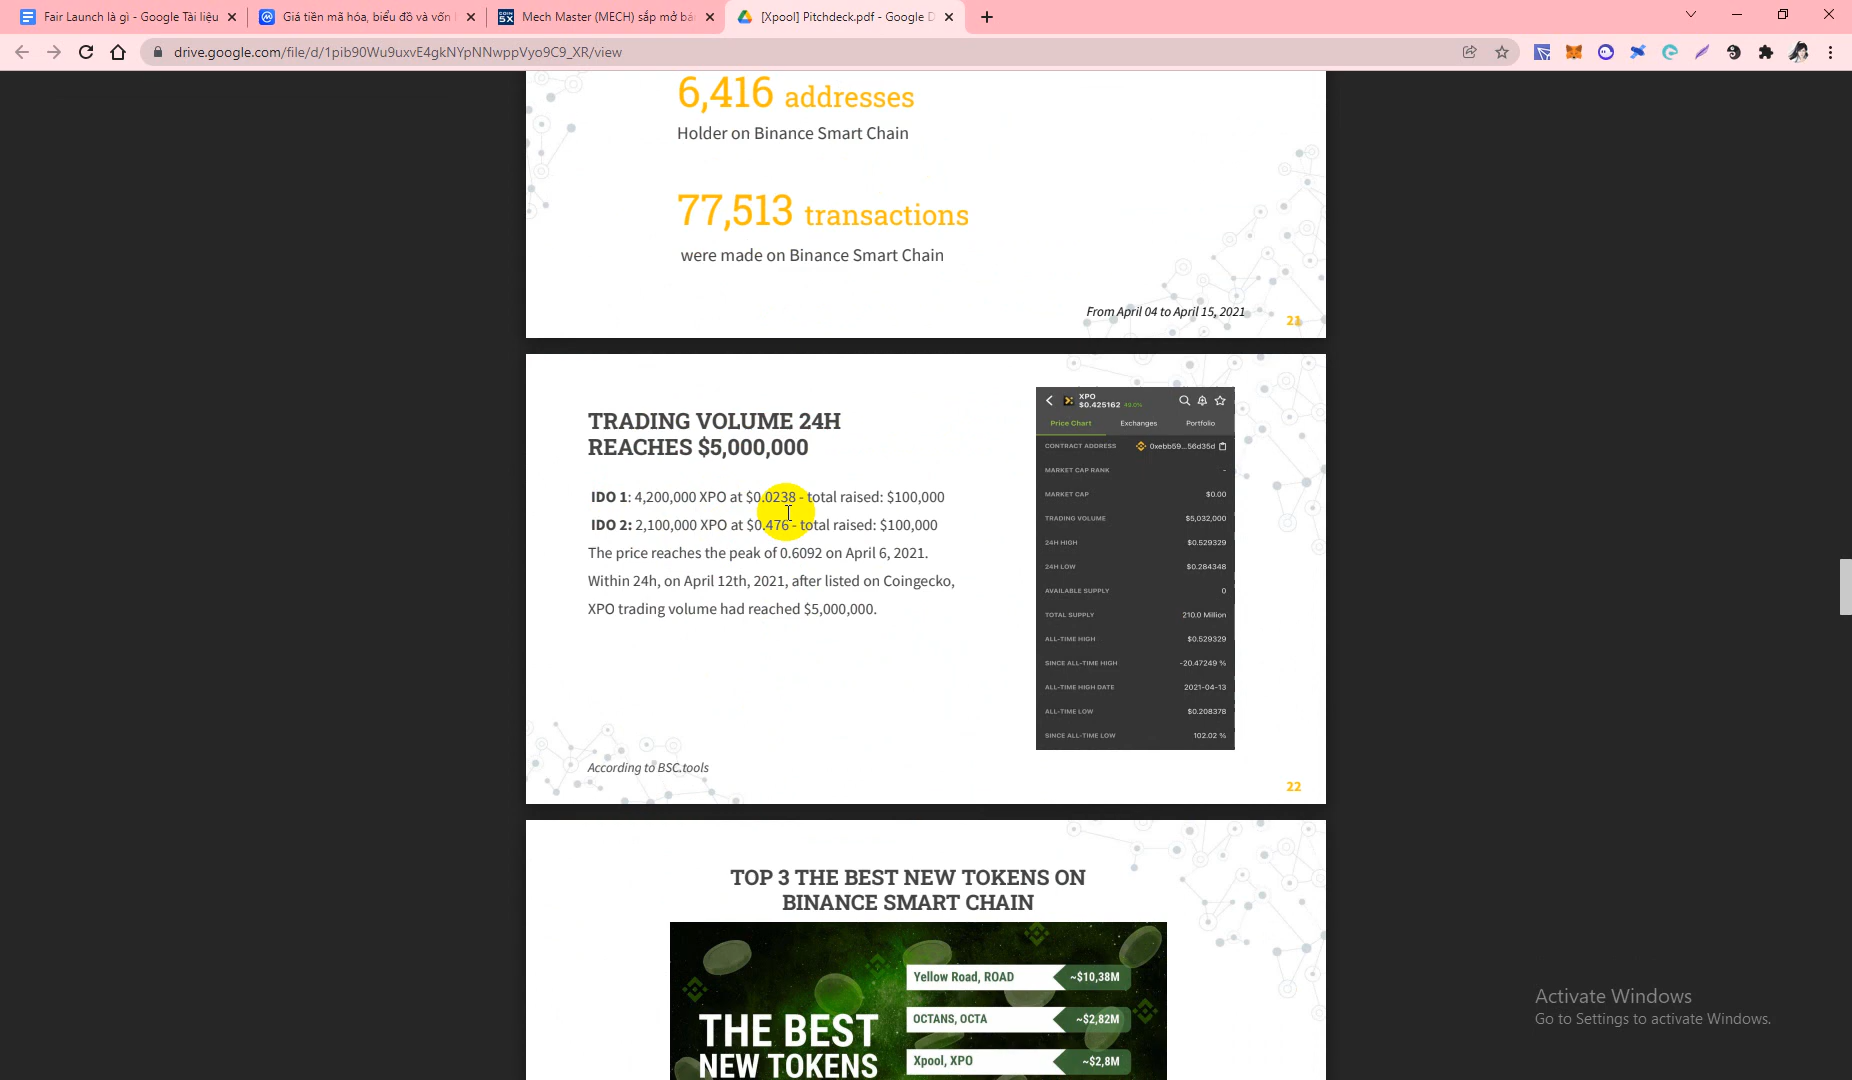 Fair Launch là gì - Google Tài liệu
Giá tiền mã hóa, biểu đồ và vốn
Mech Master (MECH) sắp mở bá
[Xpool] Pitchdeck.pdf - Google D
drive.google.com/file/d/1pib90Wu9uxvE4gkNYpNNwppVyo9C9_XR/view
6,416 addresses
Holder on Binance Smart Chain
77,513 transactions
were made on Binance Smart Chain
From April 04 to April 15, 2021
21
TRADING VOLUME 24H
REACHES $5,000,000
IDO 1: 4,200,000 XPO at $0.0238 - total raised: $100,000
IDO 2: 2,100,000 XPO at $0.476 - total raised: $100,000
The price reaches the peak of 0.6092 on April 6, 2021.
Within 24h, on April 12th, 2021, after listed on Coingecko,
XPO trading volume had reached $5,000,000.
According to BSC.tools
XPO
$0.425162 49.0%
Price Chart Exchanges Portfolio
CONTRACT ADDRESS 0xebb59...56d35d
MARKET CAP RANK -
MARKET CAP $0.00
TRADING VOLUME $5,032,000
24H HIGH $0.529329
24H LOW $0.284348
AVAILABLE SUPPLY 0
TOTAL SUPPLY 210.0 Million
ALL-TIME HIGH $0.529329
SINCE ALL-TIME HIGH -20.47249 %
ALL-TIME HIGH DATE 2021-04-13
ALL-TIME LOW $0.208378
SINCE ALL-TIME LOW 102.02 %
22
TOP 3 THE BEST NEW TOKENS ON
BINANCE SMART CHAIN
THE BEST
NEW TOKENS
Yellow Road, ROAD ~$10,38M
OCTANS, OCTA ~$2,82M
Xpool, XPO ~$2,8M
Activate Windows
Go to Settings to activate Windows.